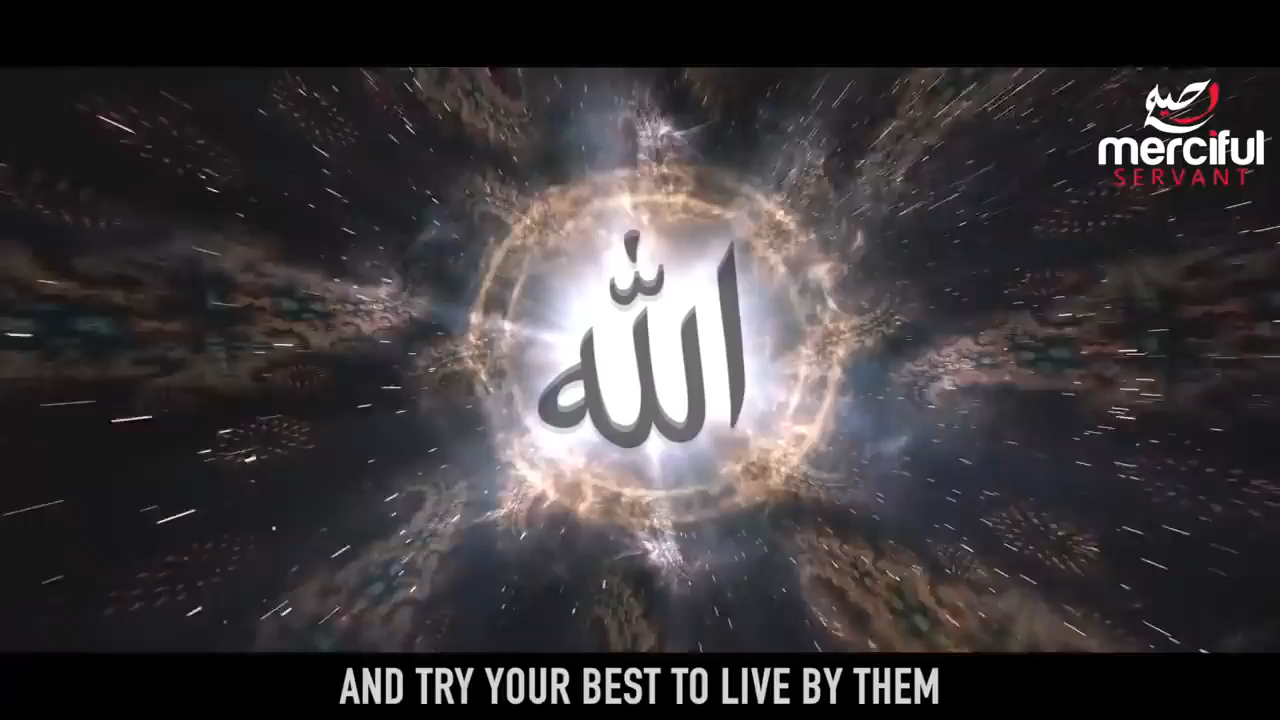 merciful
SERVANT
الله
AND TRY YOUR BEST TO LIVE BY THEM